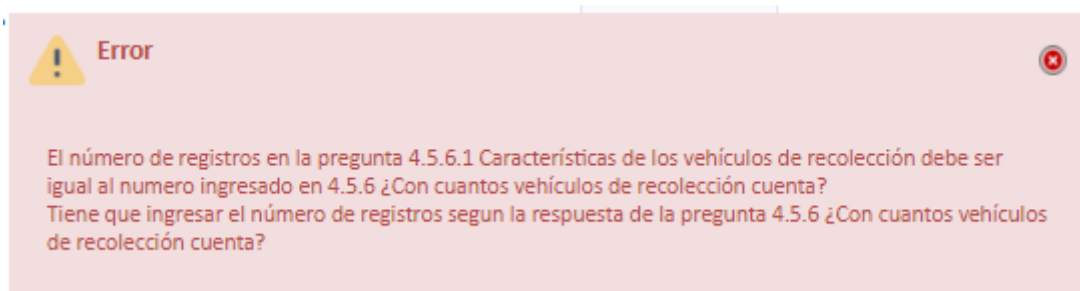 Error
El número de registros en la pregunta 4.5.6.1 Características de los vehículos de recolección debe ser
igual al numero ingresado en 4.5.6 ¿Con cuantos vehículos de recolección cuenta?
Tiene que ingresar el número de registros segun la respuesta de la pregunta 4.5.6 ¿Con cuantos vehículos
de recolección cuenta?